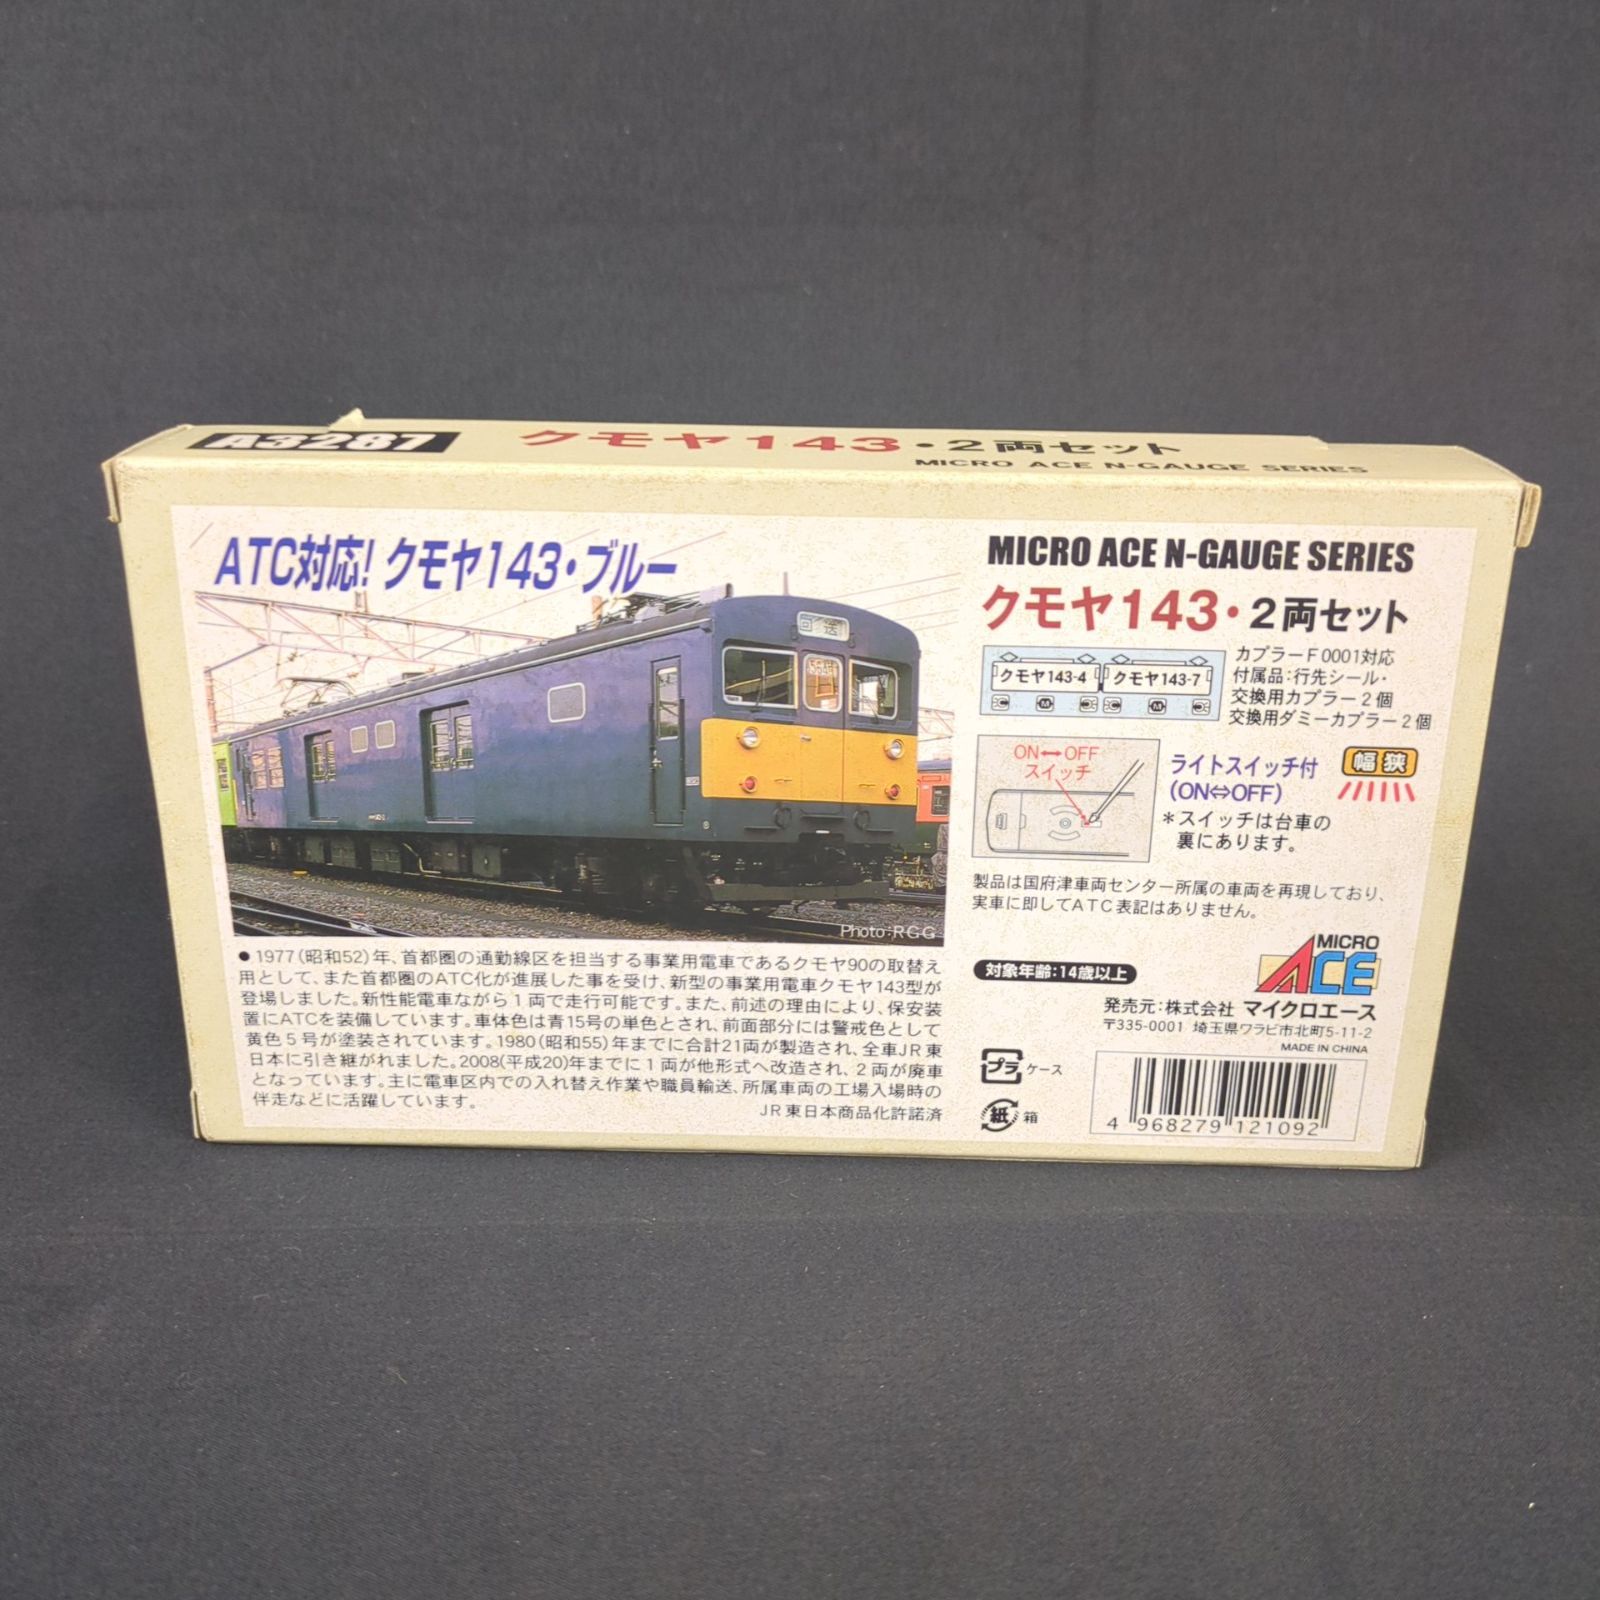 A3287
クモヤ143・2両セット
MICRO ACE N-GAUGE SERIES
ATC対応! クモヤ143・ブルー
回送
Photo:RGG
●1977(昭和52)年、首都圏の通勤線区を担当する事業用電車であるクモヤ90の取替え
用として、また首都圏のATC化が進展した事を受け、新型の事業用電車クモヤ143型が
登場しました。新性能電車ながら1両で走行可能です。また、前述の理由により、保安装
置にATCを装備しています。車体色は青15号の単色とされ、前面部分には警戒色として
黄色5号が塗装されています。1980(昭和55)年までに合計21両が製造され、全車JR東
日本に引き継がれました。2008(平成20)年までに1両が他形式へ改造され、2両が廃車
となっています。主に電車区内での入れ替え作業や職員輸送、所属車両の工場入場時の
伴走などに活躍しています。
JR東日本商品化許諾済
MICRO ACE N-GAUGE SERIES
クモヤ143・2両セット
クモヤ143-4 クモヤ143-7
M M
カプラーF0001対応
付属品:行先シール・
交換用カプラー2個
交換用ダミーカプラー2個
ON↔OFF
スイッチ
ライトスイッチ付
(ON⇔OFF)
幅狭
＊スイッチは台車の
裏にあります。
製品は国府津車両センター所属の車両を再現しており、
実車に即してATC表記はありません。
対象年齢:14歳以上
MICRO
ACE
発売元:株式会社 マイクロエース
〒335-0001 埼玉県ワラビ市北町5-11-2
MADE IN CHINA
プラ ケース
紙 箱
4 968279 121092